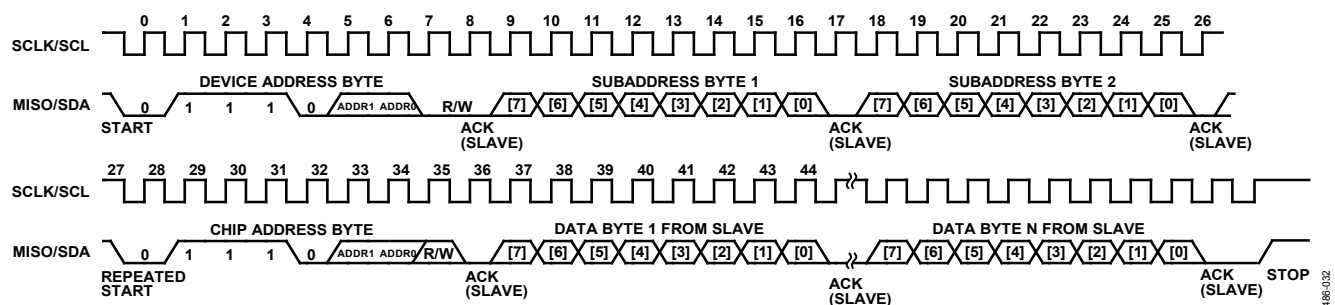 0 1 2 3 4 5 6 7 8 9 10 11 12 13 14 15 16 17 18 19 20 21 22 23 24 25 26
SCLK/SCL
DEVICE ADDRESS BYTE SUBADDRESS BYTE 1 SUBADDRESS BYTE 2
MISO/SDA 0 1 1 1 0 ADDR1 ADDR0 R/W [7] [6] [5] [4] [3] [2] [1] [0] [7] [6] [5] [4] [3] [2] [1] [0]
START ACK ACK ACK
(SLAVE) (SLAVE) (SLAVE)
27 28 29 30 31 32 33 34 35 36 37 38 39 40 41 42 43 44
SCLK/SCL
CHIP ADDRESS BYTE DATA BYTE 1 FROM SLAVE DATA BYTE N FROM SLAVE
MISO/SDA 0 1 1 1 0 ADDR1 ADDR0 R/W [7] [6] [5] [4] [3] [2] [1] [0] [7] [6] [5] [4] [3] [2] [1] [0]
REPEATED ACK ACK ACK STOP
START (SLAVE) (SLAVE) (SLAVE)